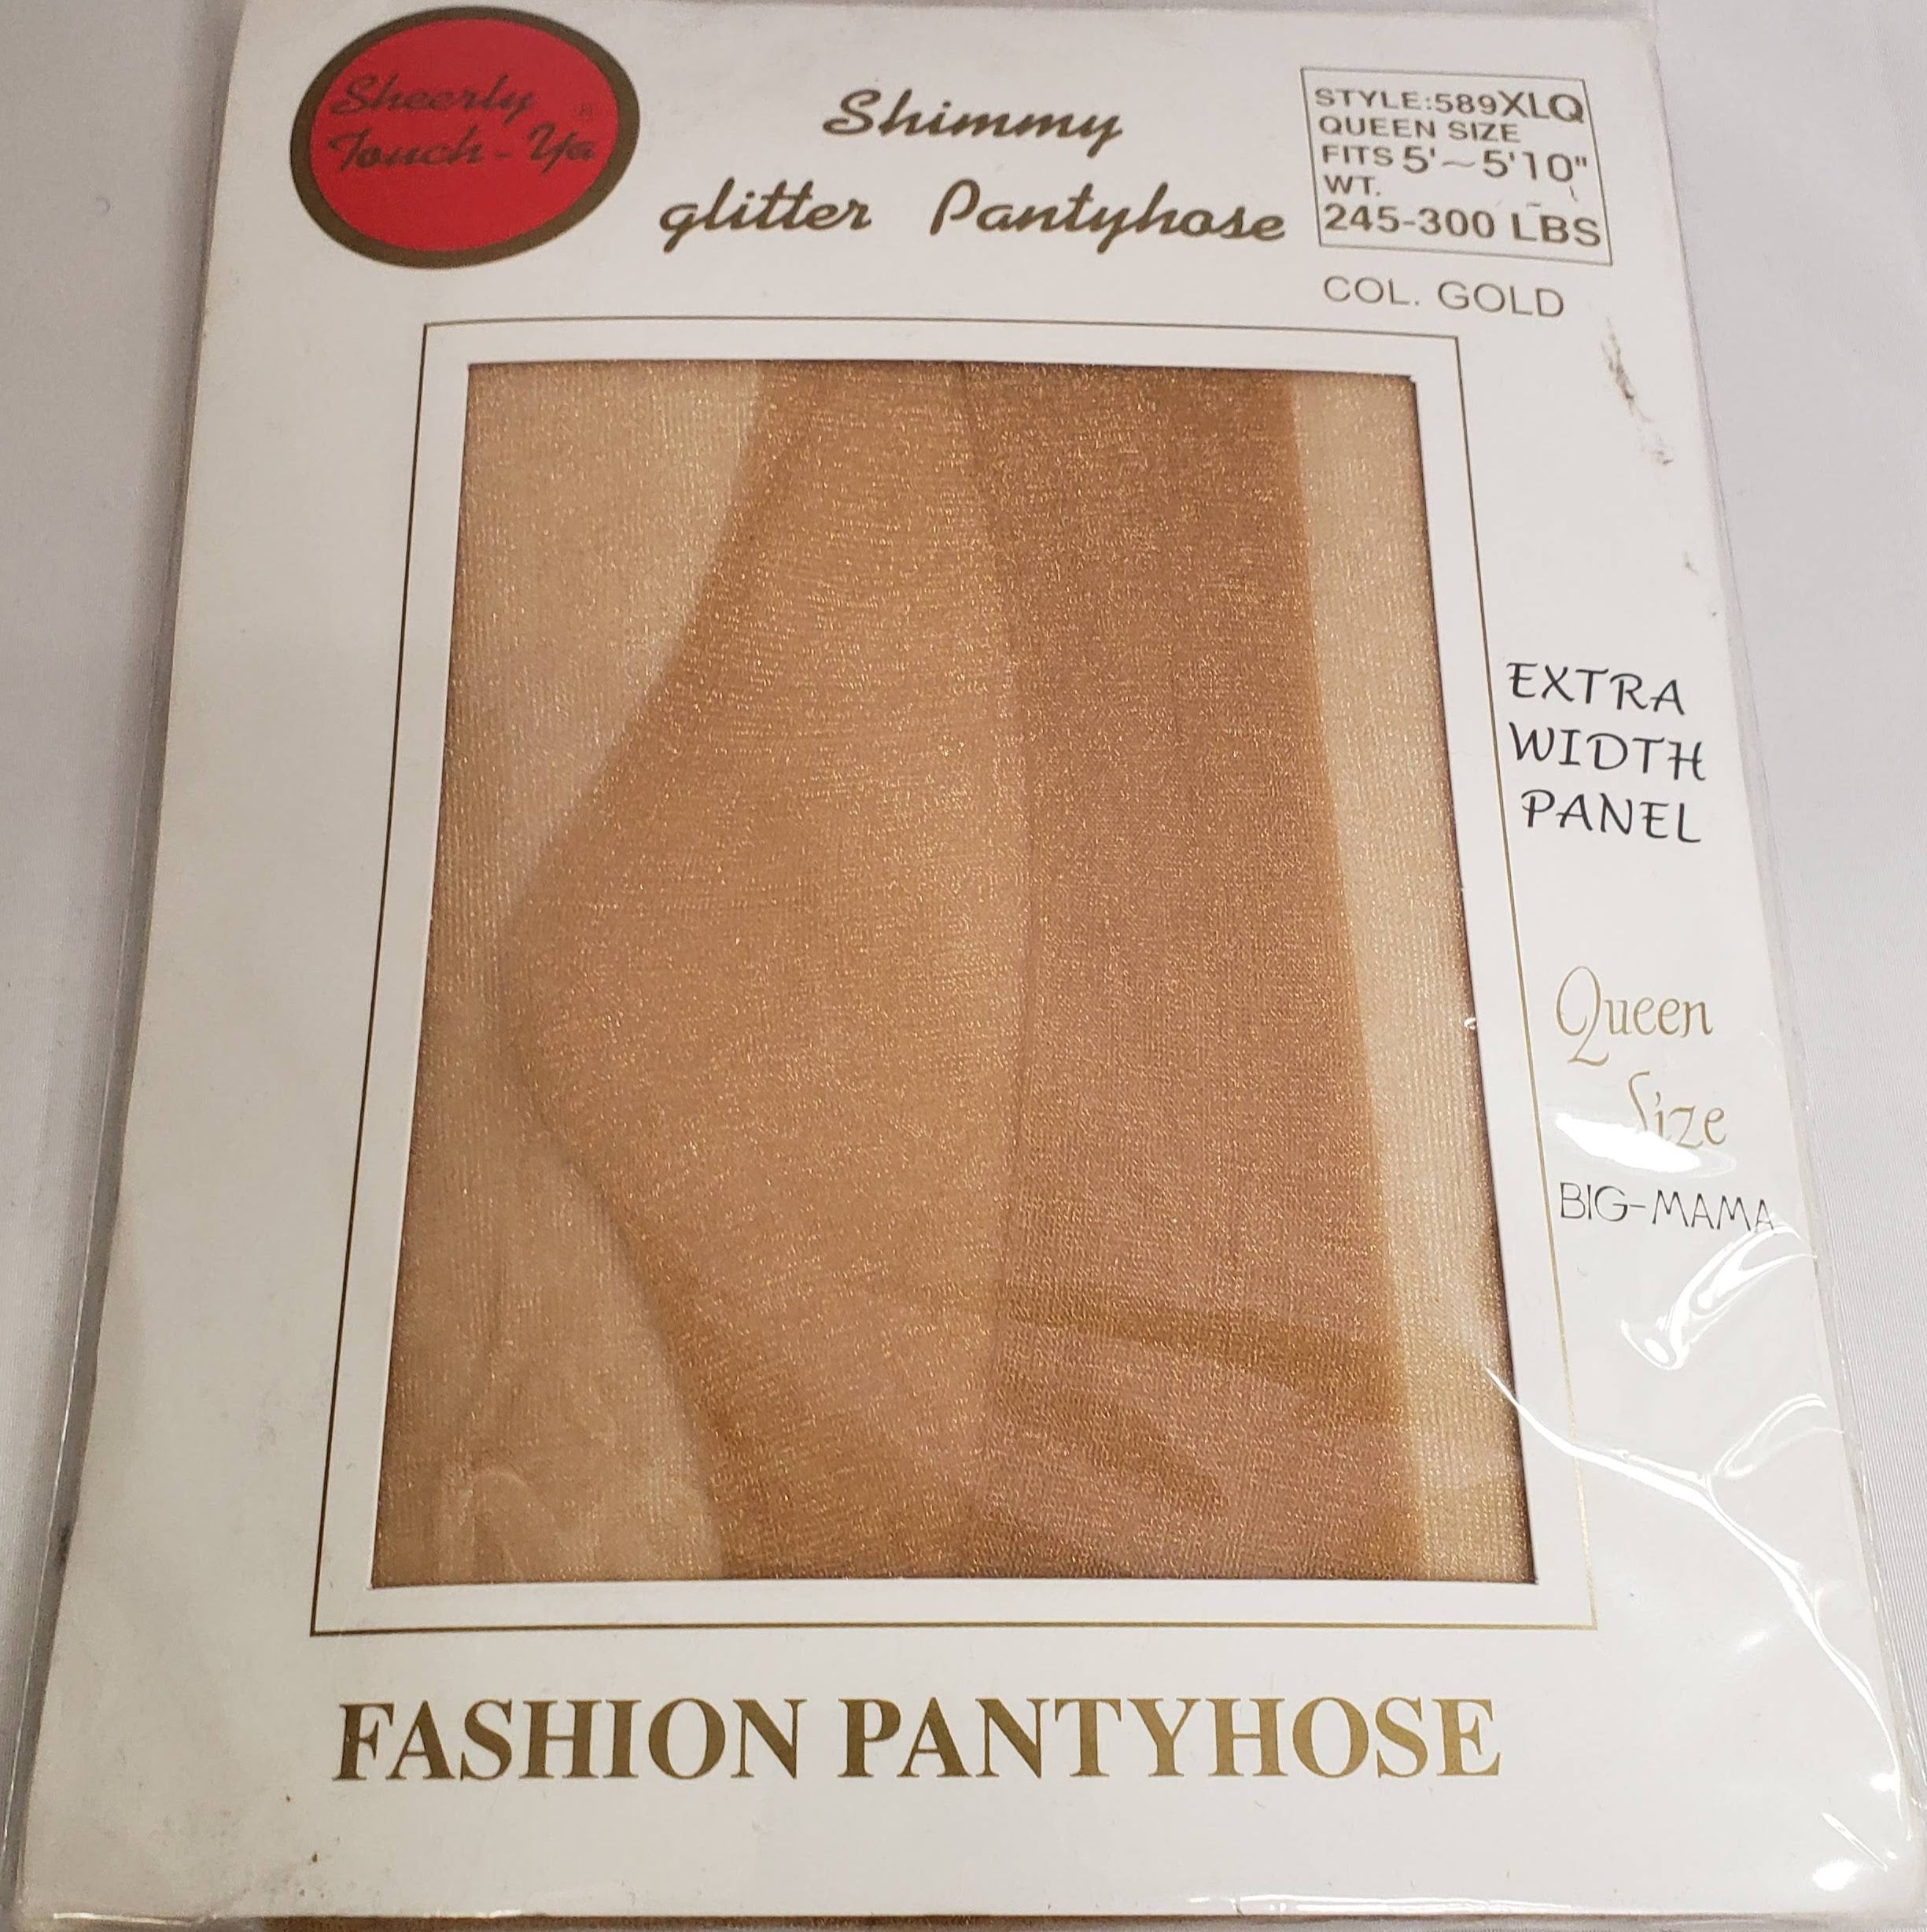 Sheerly
Touch-Ya ®
Shimmy
glitter Pantyhose
STYLE:589XLQ
QUEEN SIZE
FITS 5'~5'10"
WT.
245-300 LBS
COL. GOLD
EXTRA
WIDTH
PANEL
Queen
Size
BIG-MAMA
FASHION PANTYHOSE